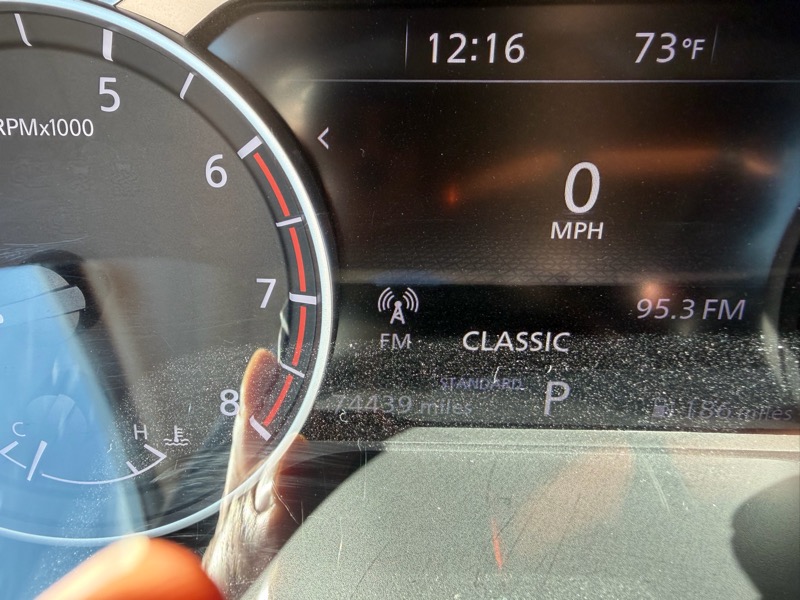 12:16 73°F
5
RPMx1000
6
0
MPH
7
95.3 FM
FM
CLASSIC
STANDARD
8
74439 miles P 186 miles
C H